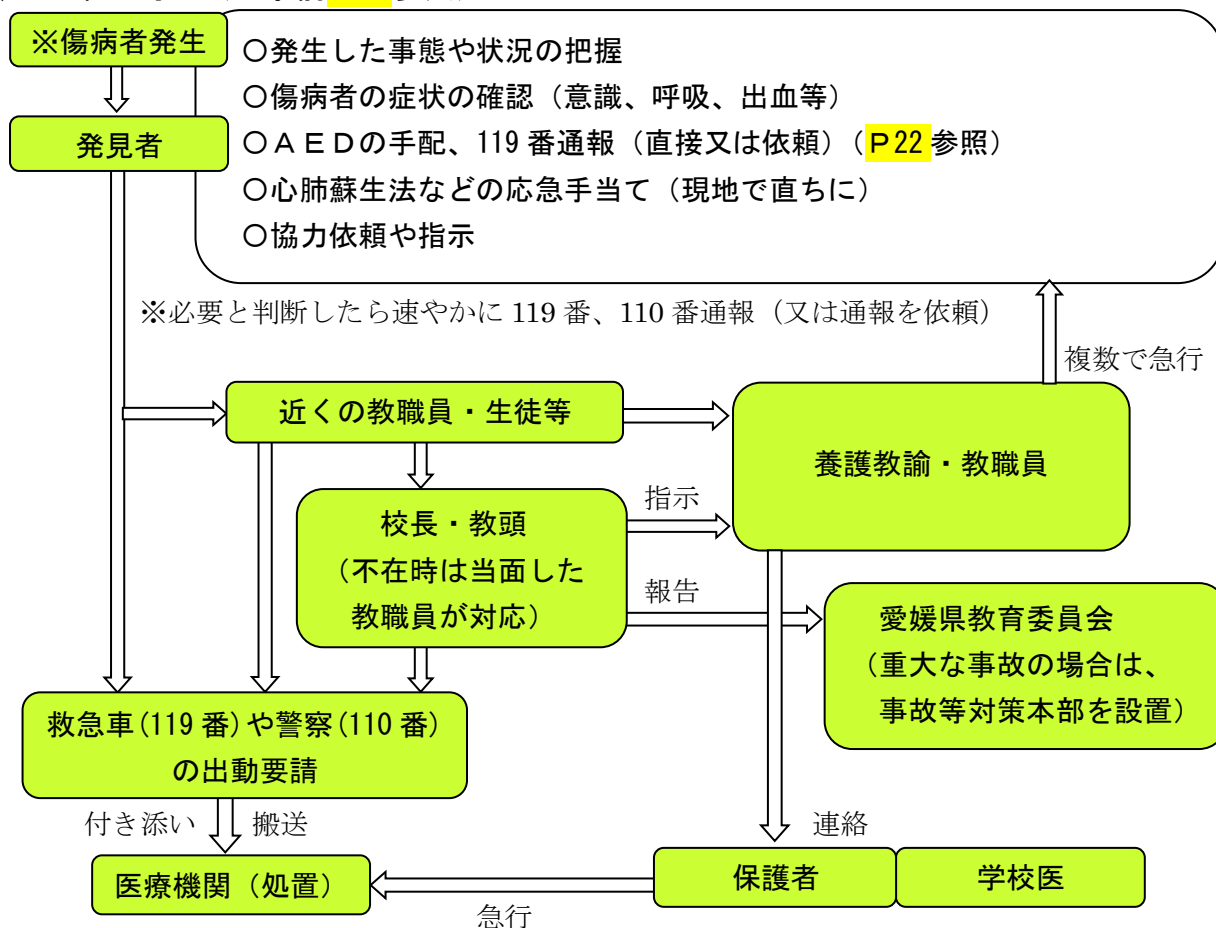 ※傷病者発生
発見者
○発生した事態や状況の把握
○傷病者の症状の確認（意識、呼吸、出血等）
○ＡＥＤの手配、119番通報（直接又は依頼）（Ｐ22参照）
○心肺蘇生法などの応急手当て（現地で直ちに）
○協力依頼や指示
※必要と判断したら速やかに 119 番、110 番通報（又は通報を依頼）
複数で急行
近くの教職員・生徒等
養護教諭・教職員
校長・教頭
（不在時は当面した
教職員が対応）
指示
報告
愛媛県教育委員会
（重大な事故の場合は、
事故等対策本部を設置）
救急車(119 番)や警察(110 番)
の出動要請
付き添い
搬送
連絡
医療機関（処置）
保護者
学校医
急行